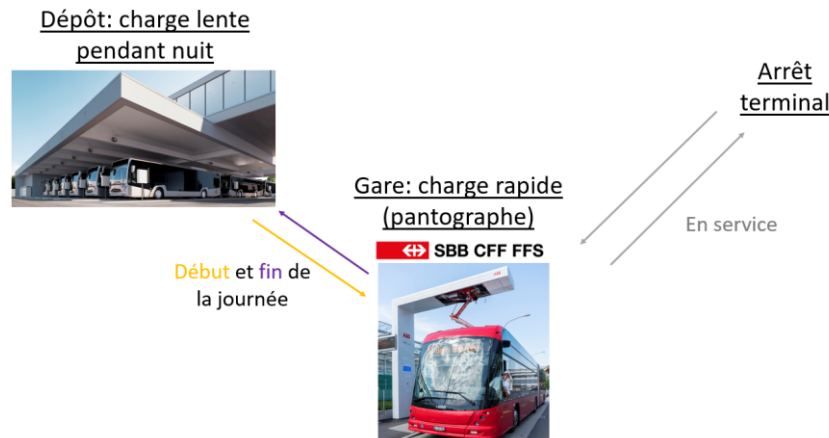 Dépôt: charge lente
pendant nuit
Arrêt
terminal
Gare: charge rapide
(pantographe)
SBB CFF FFS
En service
Début et fin de
la journée